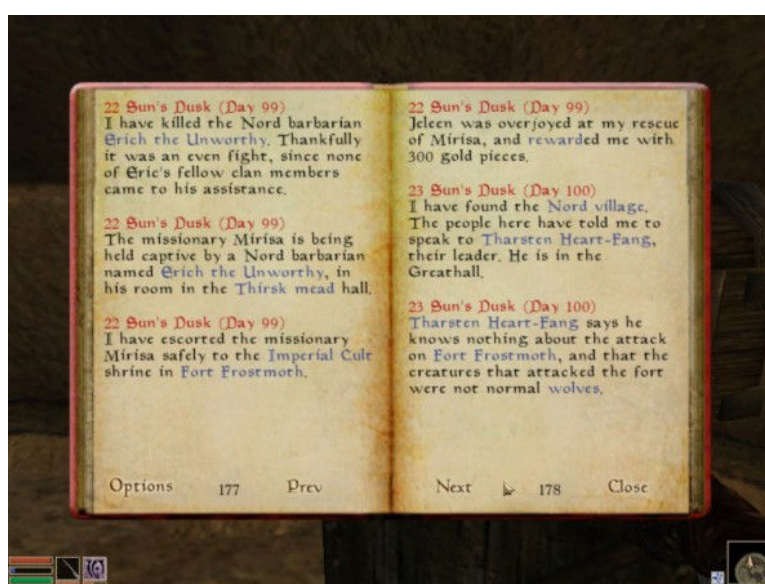 22 Sun's Dusk (Day 99)
I have killed the Nord barbarian
Erich the Unworthy. Thankfully
it was an even fight, since none
of Eric's fellow clan members
came to his assistance.
22 Sun's Dusk (Day 99)
The missionary Mirisa is being
held captive by a Nord barbarian
named Erich the Unworthy, in
his room in the Thirsk mead hall.
22 Sun's Dusk (Day 99)
I have escorted the missionary
Mirisa safely to the Imperial Cult
shrine in Fort Frostmoth.
Options
177
Prev
22 Sun's Dusk (Day 99)
Jeleen was overjoyed at my rescue
of Mirisa, and rewarded me with
300 gold pieces.
23 Sun's Dusk (Day 100)
I have found the Nord village.
The people here have told me to
speak to Tharsten Heart-Fang,
their leader. He is in the
Greathall.
23 Sun's Dusk (Day 100)
Tharsten Heart-Fang says he
knows nothing about the attack
on Fort Frostmoth, and that the
creatures that attacked the fort
were not normal wolves.
Next
178
Close